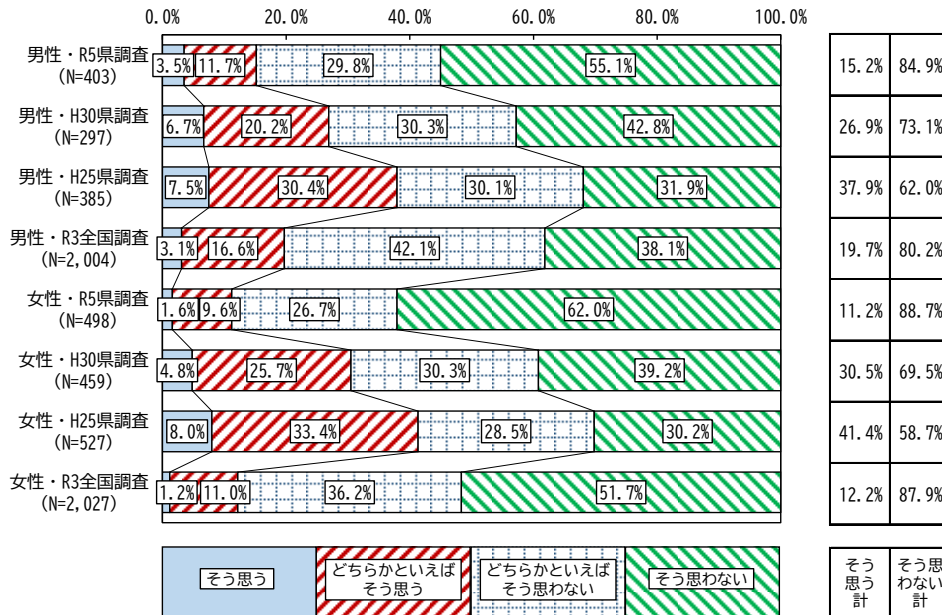 0.0% 20.0% 40.0% 60.0% 80.0% 100.0%
男性・R5県調査
(N=403)
3.5% 11.7% 29.8% 55.1% 15.2% 84.9%
男性・H30県調査
(N=297)
6.7% 20.2% 30.3% 42.8% 26.9% 73.1%
男性・H25県調査
(N=385)
7.5% 30.4% 30.1% 31.9% 37.9% 62.0%
男性・R3全国調査
(N=2,004)
3.1% 16.6% 42.1% 38.1% 19.7% 80.2%
女性・R5県調査
(N=498)
1.6% 9.6% 26.7% 62.0% 11.2% 88.7%
女性・H30県調査
(N=459)
4.8% 25.7% 30.3% 39.2% 30.5% 69.5%
女性・H25県調査
(N=527)
8.0% 33.4% 28.5% 30.2% 41.4% 58.7%
女性・R3全国調査
(N=2,027)
1.2% 11.0% 36.2% 51.7% 12.2% 87.9%
そう思う
どちらかといえば
そう思う
どちらかといえば
そう思わない
そう思わない
そう
思う
計
そう思
わない
計